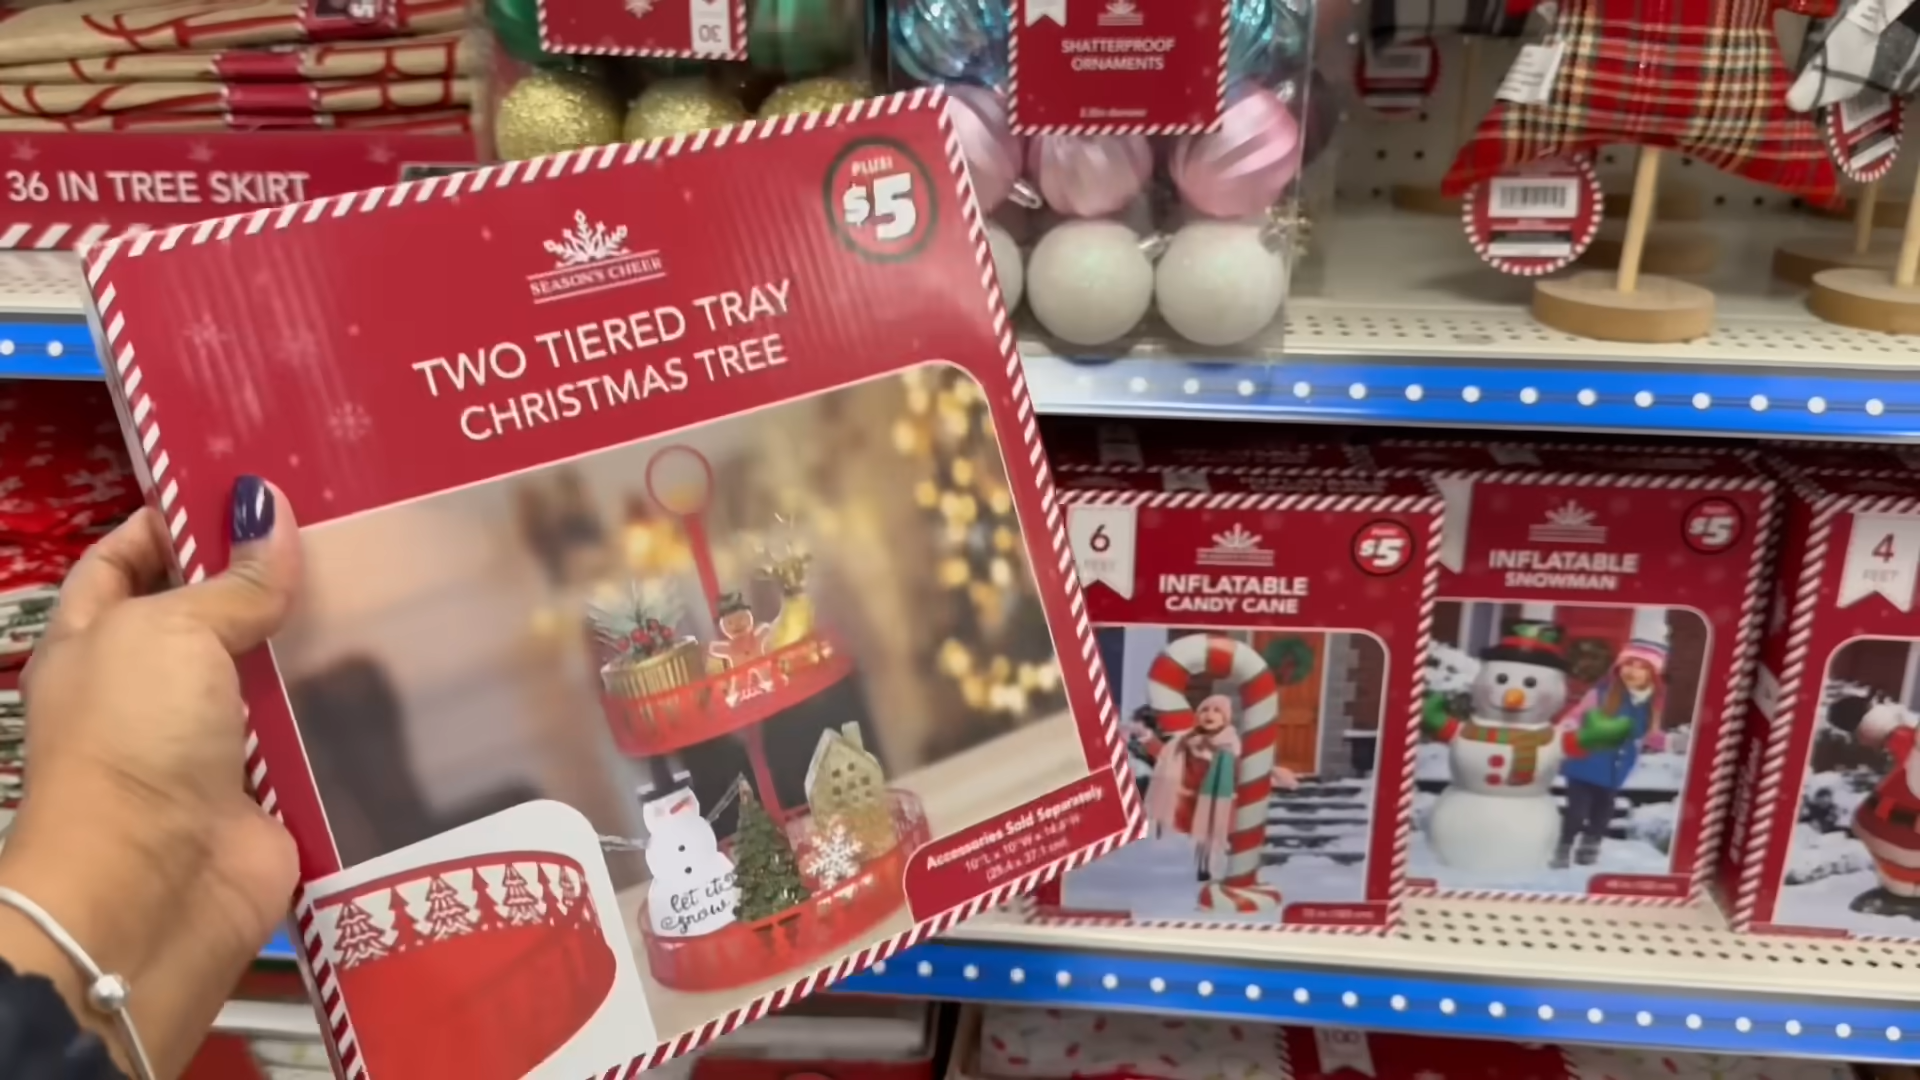 36 IN TREE SKIRT
SHATTERPROOF
ORNAMENTS
PLUS!
$5
SEASON'S CHEER
TWO TIERED TRAY
CHRISTMAS TREE
let it
snow
Accessories Sold Separately
6
FEET
$5
INFLATABLE
CANDY CANE
$5
INFLATABLE
SNOWMAN
4
FEET